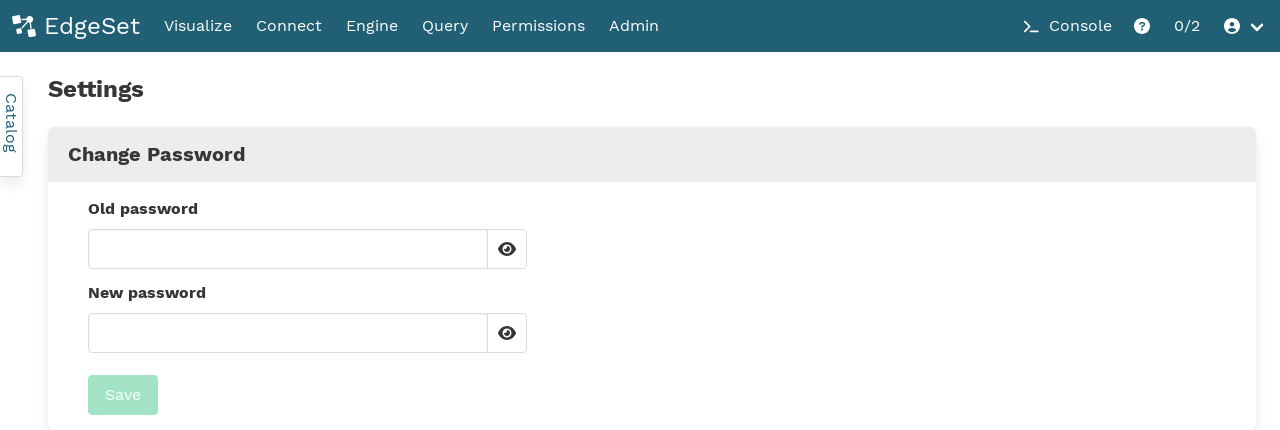 EdgeSet Visualize Connect Engine Query Permissions Admin Console 0/2
Catalog
Settings
Change Password
Old password
New password
Save